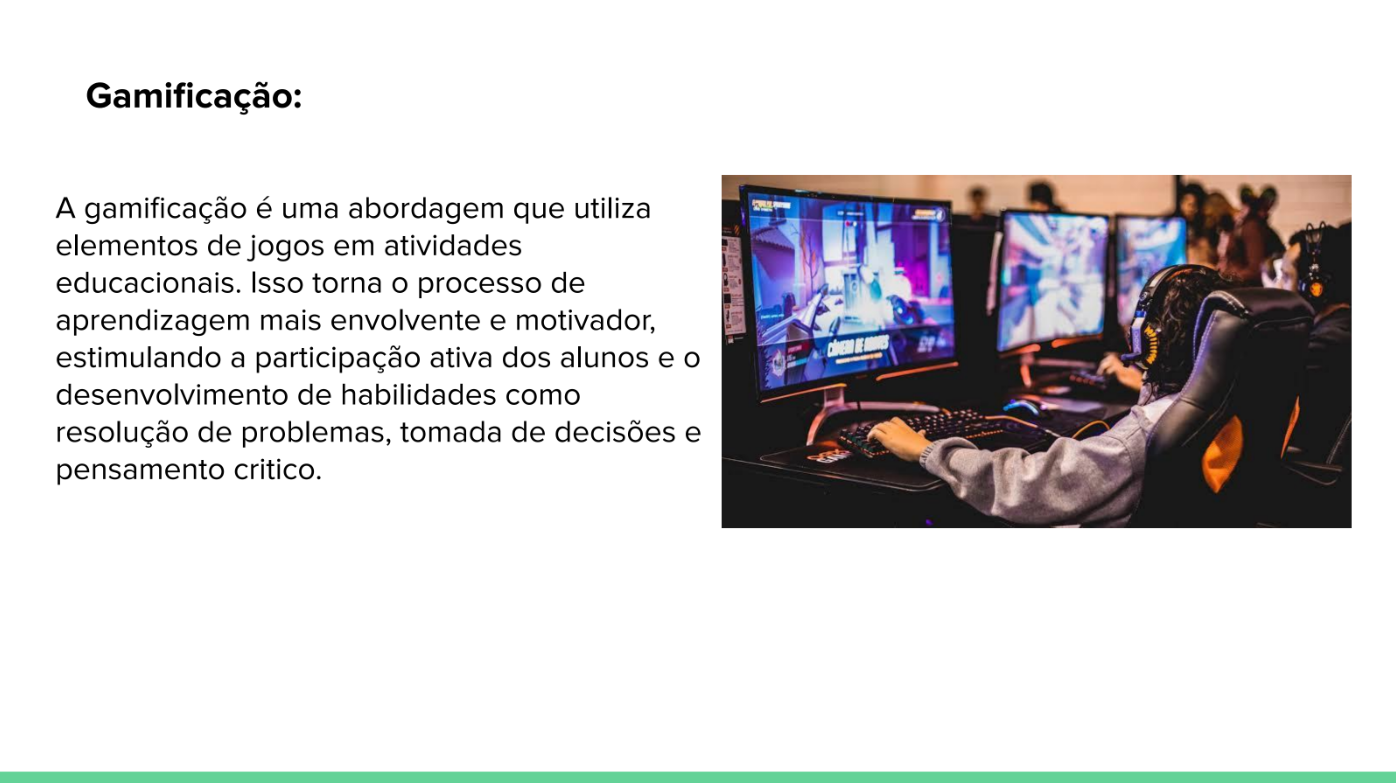 Gamificação:
A gamificação é uma abordagem que utiliza
elementos de jogos em atividades
educacionais. Isso torna o processo de
aprendizagem mais envolvente e motivador,
estimulando a participação ativa dos alunos e o
desenvolvimento de habilidades como
resolução de problemas, tomada de decisões e
pensamento critico.